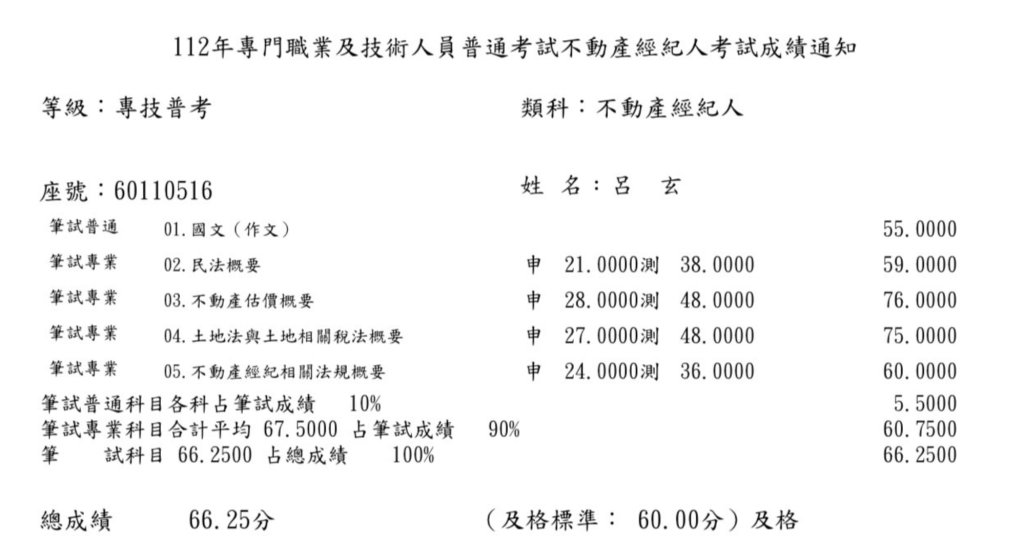 112年專門職業及技術人員普通考試不動產經紀人考試成績通知
等級：專技普考 類科：不動產經紀人
座號：60110516 姓 名：呂 玄
筆試普通 01.國文（作文） 55.0000
筆試專業 02.民法概要 申 21.0000測 38.0000 59.0000
筆試專業 03.不動產估價概要 申 28.0000測 48.0000 76.0000
筆試專業 04.土地法與土地相關稅法概要 申 27.0000測 48.0000 75.0000
筆試專業 05.不動產經紀相關法規概要 申 24.0000測 36.0000 60.0000
筆試普通科目各科占筆試成績 10% 5.5000
筆試專業科目合計平均 67.5000 占筆試成績 90% 60.7500
筆 試科目 66.2500 占總成績 100% 66.2500
總成績 66.25分 （及格標準： 60.00分）及格